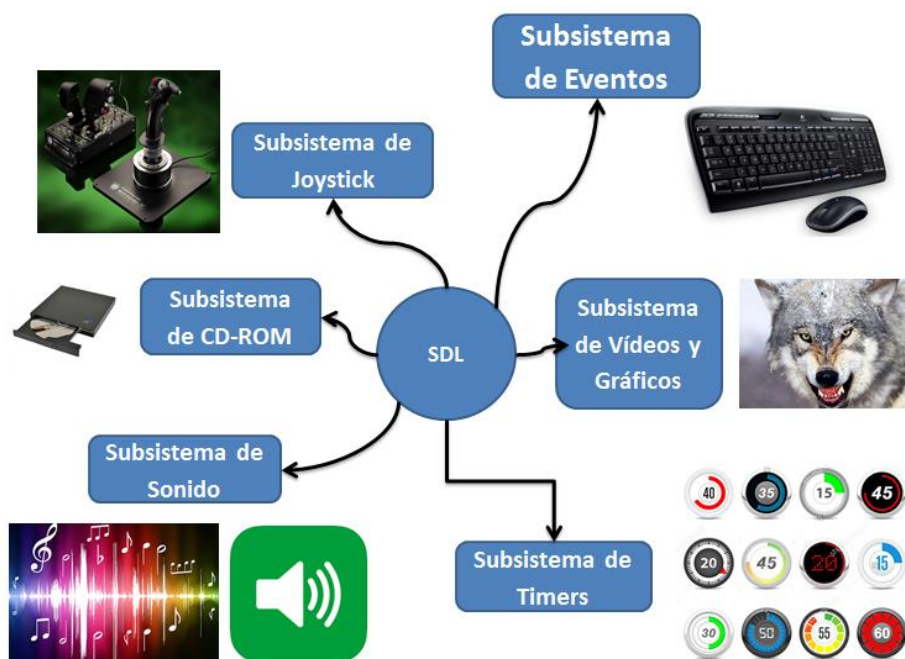 Subsistema
de Eventos
Subsistema de
Joystick
Subsistema
de CD-ROM
SDL
Subsistema
de Vídeos y
Gráficos
Subsistema de
Sonido
Subsistema de
Timers
40
35
15
45
20
45
20
15
30
50
55
60